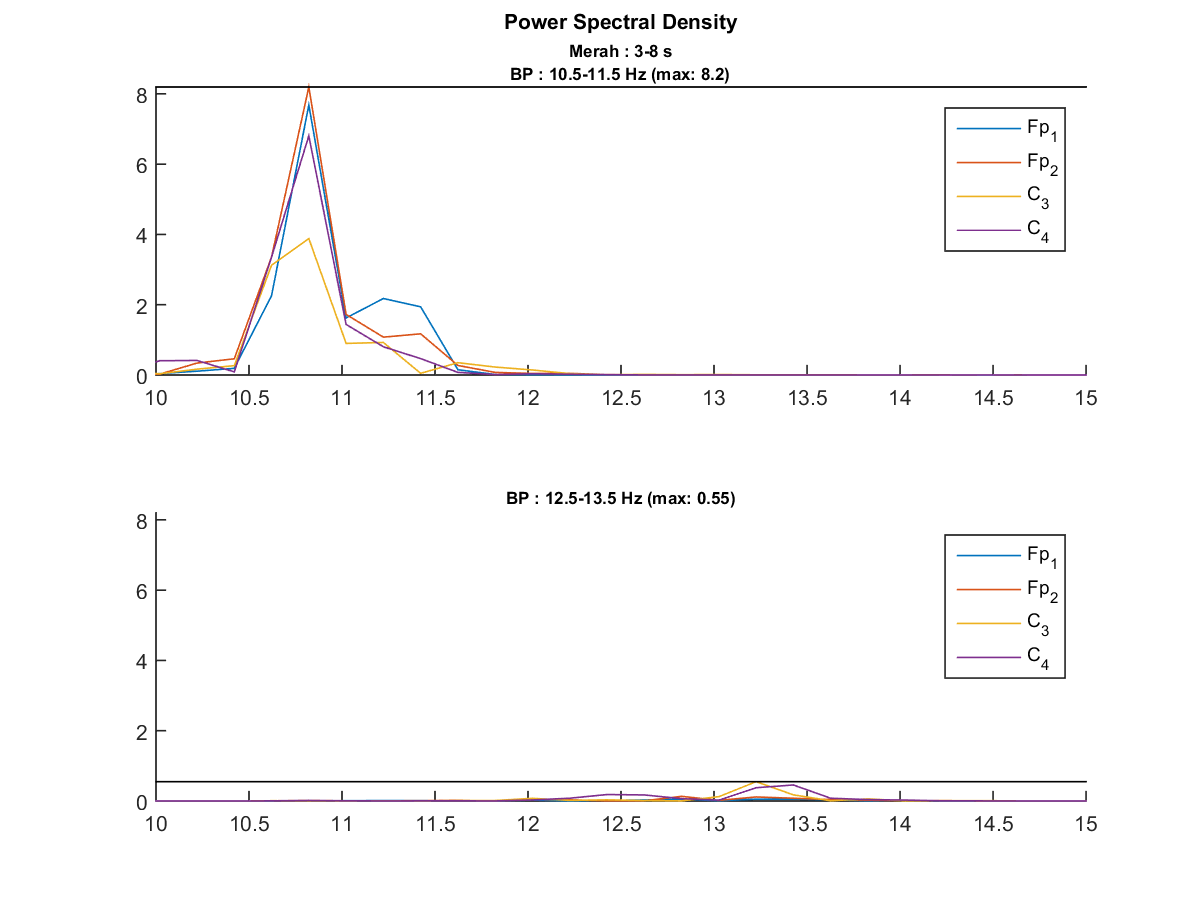 Power Spectral Density
Merah : 3-8 s
BP : 10.5-11.5 Hz (max: 8.2)
8
6
4
2
0
10 10.5 11 11.5 12 12.5 13 13.5 14 14.5 15
Fp1
Fp2
C3
C4
BP : 12.5-13.5 Hz (max: 0.55)
8
6
4
2
0
10 10.5 11 11.5 12 12.5 13 13.5 14 14.5 15
Fp1
Fp2
C3
C4